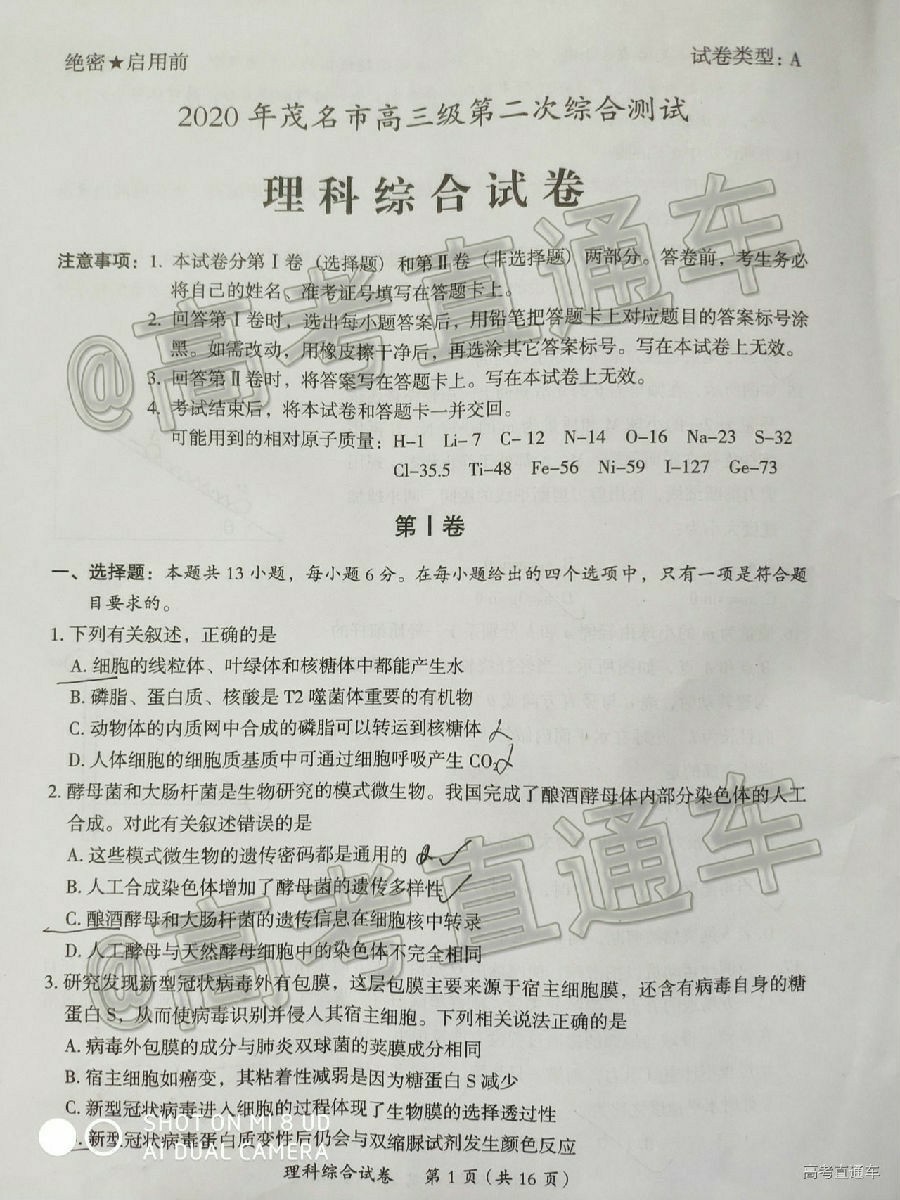 绝密★启用前
试卷类型：A
2020年茂名市高三级第二次综合测试
理科综合试卷
注意事项：1. 本试卷分第Ⅰ卷（选择题）和第Ⅱ卷（非选择题）两部分。答卷前，考生务必
将自己的姓名、准考证号填写在答题卡上。
2. 回答第Ⅰ卷时，选出每小题答案后，用铅笔把答题卡上对应题目的答案标号涂
黑。如需改动，用橡皮擦干净后，再选涂其它答案标号。写在本试卷上无效。
3. 回答第Ⅱ卷时，将答案写在答题卡上。写在本试卷上无效。
4. 考试结束后，将本试卷和答题卡一并交回。
可能用到的相对原子质量：H-1 Li-7 C-12 N-14 O-16 Na-23 S-32
Cl-35.5 Ti-48 Fe-56 Ni-59 I-127 Ge-73
第Ⅰ卷
一、选择题：本题共13小题，每小题6分。在每小题给出的四个选项中，只有一项是符合题
目要求的。
1. 下列有关叙述，正确的是
A. 细胞的线粒体、叶绿体和核糖体中都能产生水
B. 磷脂、蛋白质、核酸是T2噬菌体重要的有机物
C. 动物体的内质网中合成的磷脂可以转运到核糖体
D. 人体细胞的细胞质基质中可通过细胞呼吸产生CO
2. 酵母菌和大肠杆菌是生物研究的模式微生物。我国完成了酿酒酵母体内部分染色体的人工
合成。对此有关叙述错误的是
A. 这些模式微生物的遗传密码都是通用的
B. 人工合成染色体增加了酵母菌的遗传多样性
C. 酿酒酵母和大肠杆菌的遗传信息在细胞核中转录
D. 人工酵母与天然酵母细胞中的染色体不完全相同
3. 研究发现新型冠状病毒外有包膜，这层包膜主要来源于宿主细胞膜，还含有病毒自身的糖
蛋白S，从而使病毒识别并侵入其宿主细胞。下列相关说法正确的是
A. 病毒外包膜的成分与肺炎双球菌的荚膜成分相同
B. 宿主细胞如癌变，其粘着性减弱是因为糖蛋白S减少
C. 新型冠状病毒进入细胞的过程体现了生物膜的选择透过性
新型冠状病毒蛋白质变性后仍会与双缩脲试剂发生颜色反应
SHOT ON MI 8 UD
AI DUAL CAMERA
理科综合试卷 第1页（共16页）
高考直通车
@高考直通车
@高考直通车